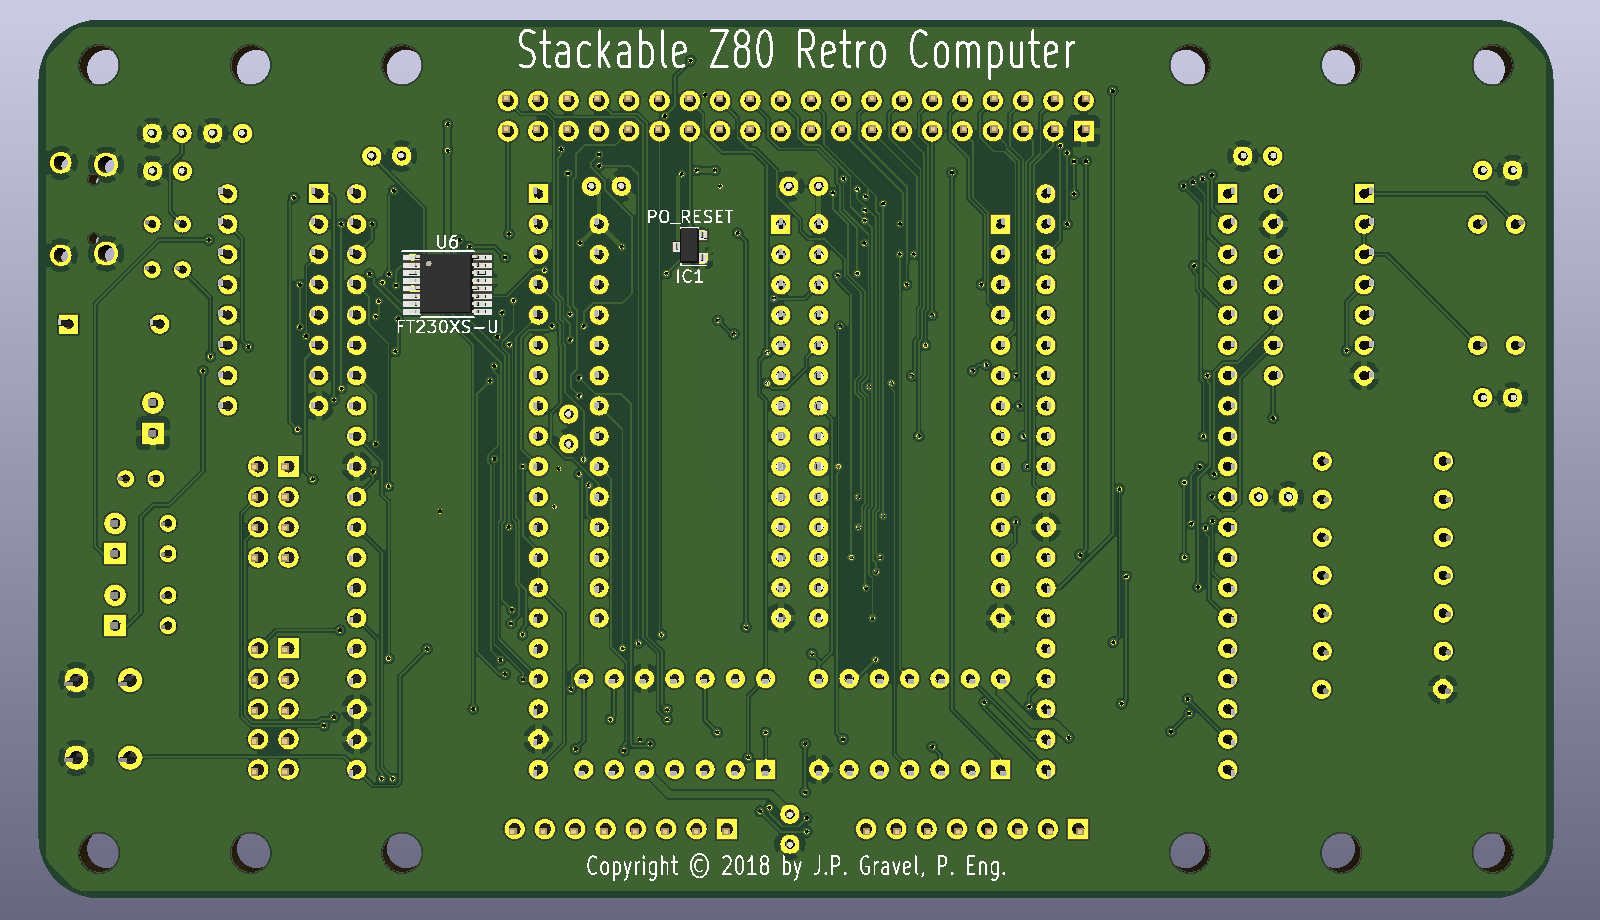 Stackable Z80 Retro Computer
PO_RESET
U6
IC1
FT230XS-U
Copyright © 2018 by J.P. Gravel, P. Eng.